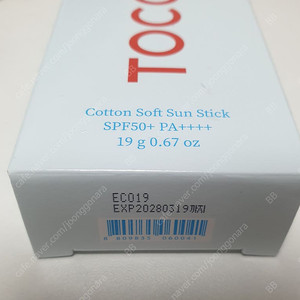 TOCO
Cotton Soft Sun Stick
SPF50+ PA++++
19 g 0.67 oz
EC019
EXP20280319까지